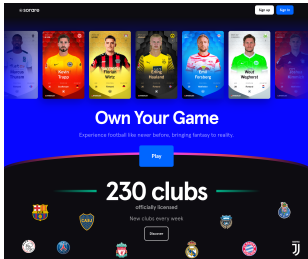 sorare
Sign up
Sign in
Kevin
Trapp
Florian
Wirtz
Erling
Haaland
Emil
Forsberg
Wout
Weghorst
Own Your Game
Experience football like never before, bringing fantasy to reality.
Play
230 clubs
officially licensed
New clubs every week
Discover